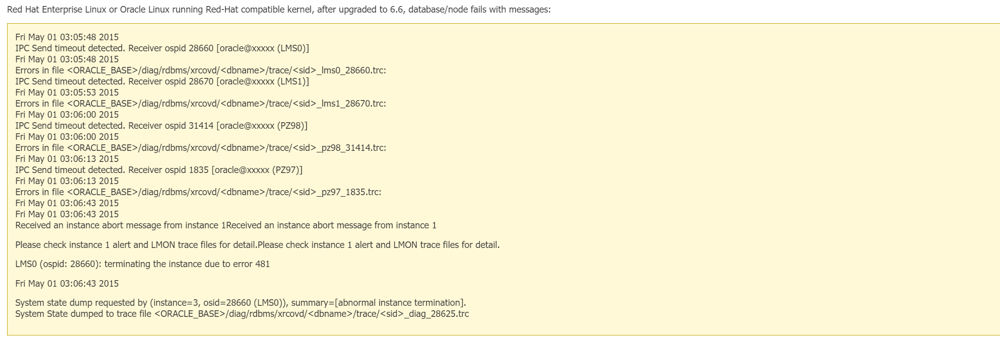 Red Hat Enterprise Linux or Oracle Linux running Red-Hat compatible kernel, after upgraded to 6.6, database/node fails with messages:
Fri May 01 03:05:48 2015
IPC Send timeout detected. Receiver ospid 28660 [oracle@xxxxx (LMS0)]
Fri May 01 03:05:48 2015
Errors in file <ORACLE_BASE>/diag/rdbms/xrcovd/<dbname>/trace/<sid>_lms0_28660.trc:
IPC Send timeout detected. Receiver ospid 28670 [oracle@xxxxx (LMS1)]
Fri May 01 03:05:53 2015
Errors in file <ORACLE_BASE>/diag/rdbms/xrcovd/<dbname>/trace/<sid>_lms1_28670.trc:
Fri May 01 03:06:00 2015
IPC Send timeout detected. Receiver ospid 31414 [oracle@xxxxx (PZ98)]
Fri May 01 03:06:00 2015
Errors in file <ORACLE_BASE>/diag/rdbms/xrcovd/<dbname>/trace/<sid>_pz98_31414.trc:
Fri May 01 03:06:13 2015
IPC Send timeout detected. Receiver ospid 1835 [oracle@xxxxx (PZ97)]
Fri May 01 03:06:13 2015
Errors in file <ORACLE_BASE>/diag/rdbms/xrcovd/<dbname>/trace/<sid>_pz97_1835.trc:
Fri May 01 03:06:43 2015
Fri May 01 03:06:43 2015
Received an instance abort message from instance 1Received an instance abort message from instance 1
Please check instance 1 alert and LMON trace files for detail.Please check instance 1 alert and LMON trace files for detail.
LMS0 (ospid: 28660): terminating the instance due to error 481
Fri May 01 03:06:43 2015
System state dump requested by (instance=3, osid=28660 (LMS0)), summary=[abnormal instance termination].
System State dumped to trace file <ORACLE_BASE>/diag/rdbms/xrcovd/<dbname>/trace/<sid>_diag_28625.trc